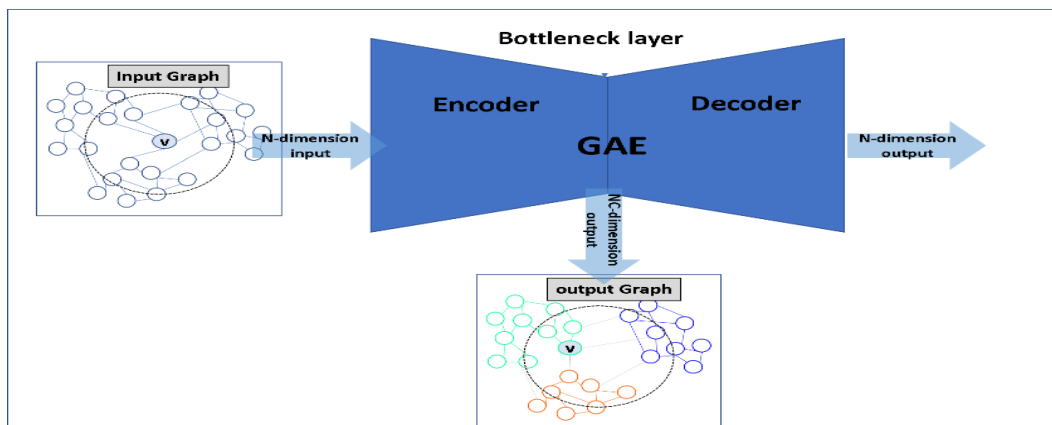 Bottleneck layer
Input Graph
Encoder
Decoder
v
N-dimension
input
GAE
N-dimension
output
NC-dimension
output
output Graph
v